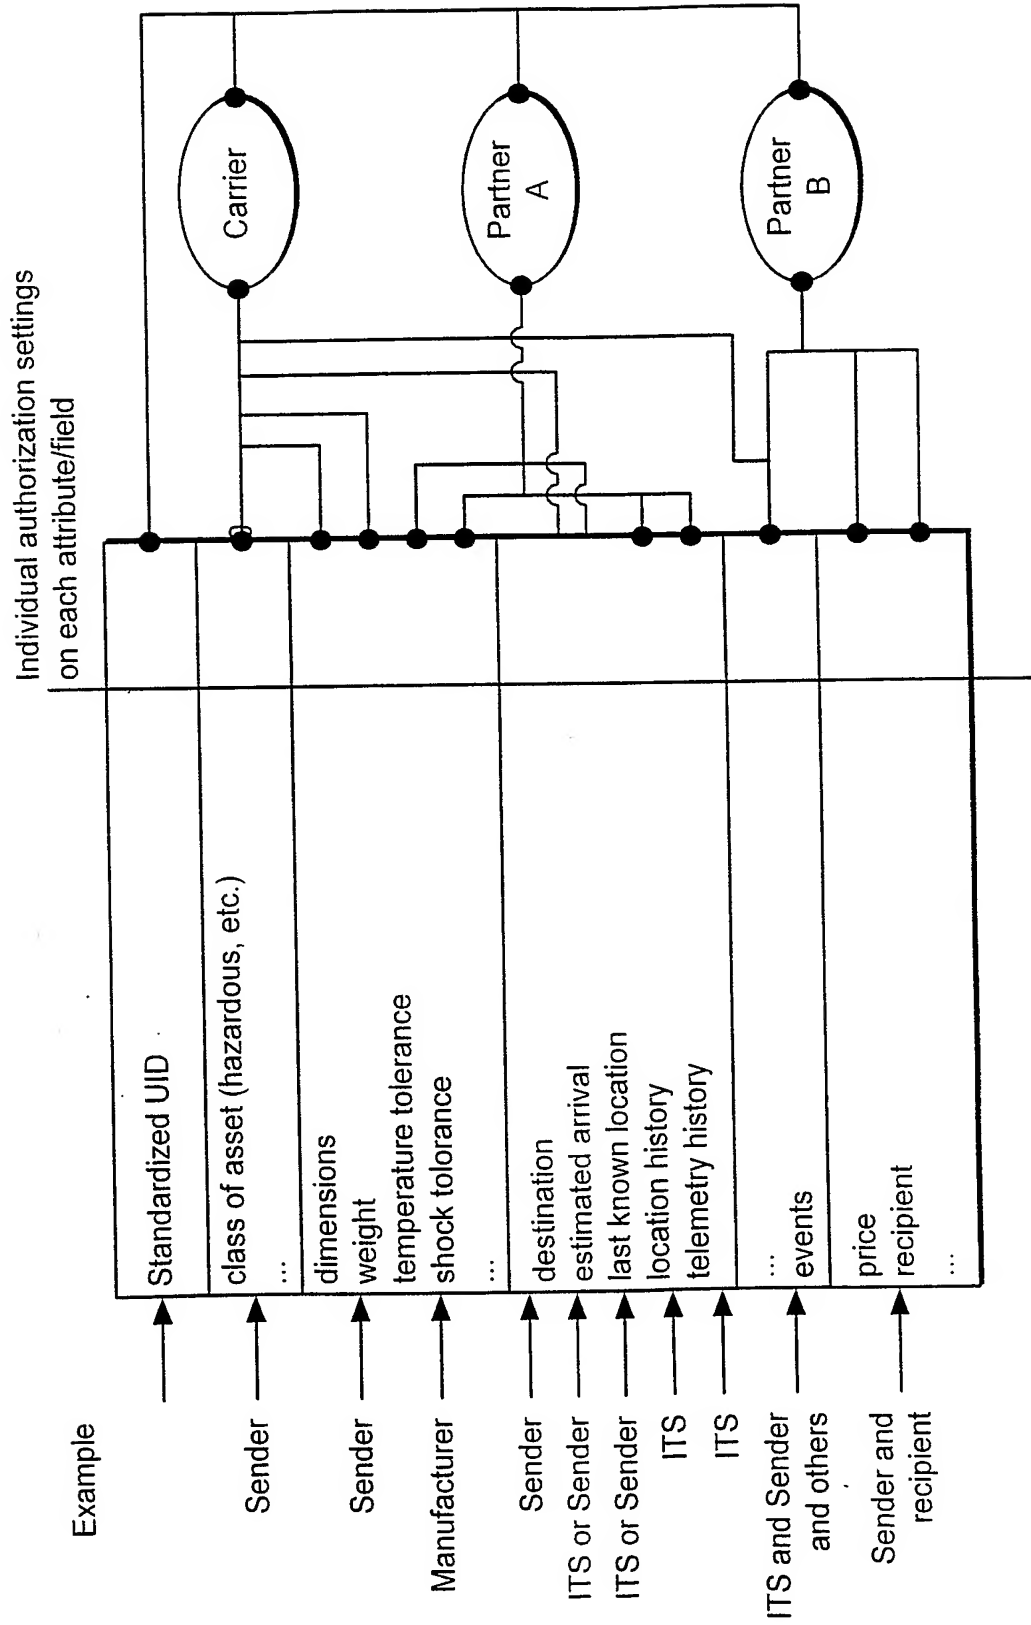 Example
Individual authorization settings
on each attribute/field
Standardized UID
Sender
class of asset (hazardous, etc.)
...
Sender
dimensions
weight
Manufacturer
temperature tolerance
shock tolorance
...
Sender
destination
ITS or Sender
estimated arrival
ITS or Sender
last known location
ITS
location history
ITS
telemetry history
...
ITS and Sender
and others
events
Sender and
recipient
price
recipient
...
Carrier
Partner
A
Partner
B